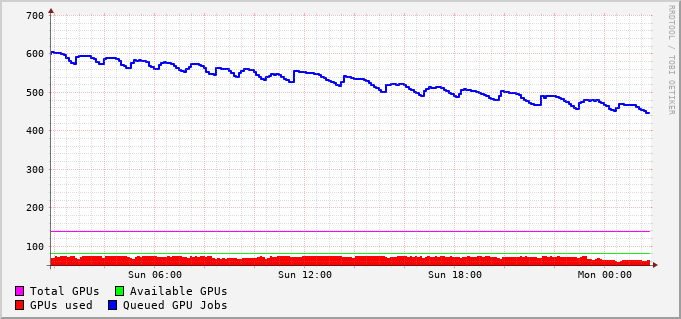 700
600
500
400
300
200
100
Sun 06:00 Sun 12:00 Sun 18:00 Mon 00:00
Total GPUs Available GPUs
GPUs used Queued GPU Jobs
RRDTOOL / TOBI OETIKER